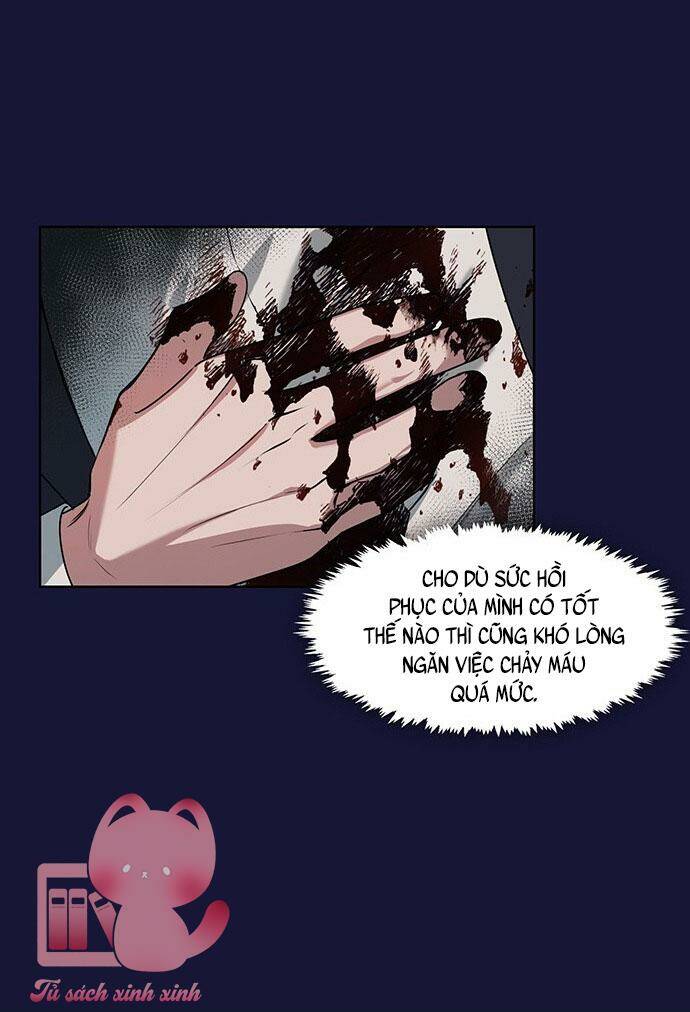 CHO DÙ SỨC HỒI
PHỤC CỦA MÌNH CÓ TỐT
THẾ NÀO THÌ CŨNG KHÓ LÒNG
NGĂN VIỆC CHẢY MÁU
QUÁ MỨC.
Tủ sách xinh xinh